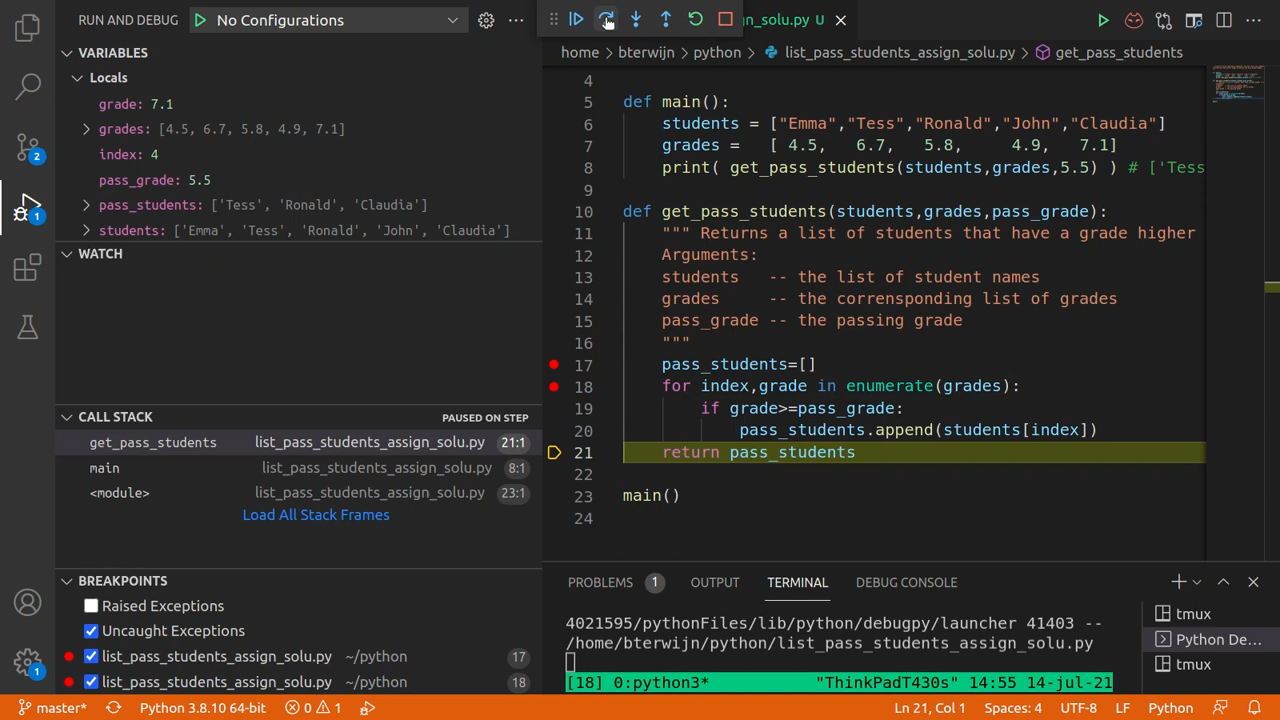 RUN AND DEBUG No Configurations
VARIABLES
Locals
grade: 7.1
grades: [4.5, 6.7, 5.8, 4.9, 7.1]
index: 4
pass_grade: 5.5
pass_students: ['Tess', 'Ronald', 'Claudia']
students: ['Emma', 'Tess', 'Ronald', 'John', 'Claudia']
WATCH
CALL STACK PAUSED ON STEP
get_pass_students list_pass_students_assign_solu.py 21:1
main list_pass_students_assign_solu.py 8:1
<module> list_pass_students_assign_solu.py 23:1
Load All Stack Frames
BREAKPOINTS
Raised Exceptions
Uncaught Exceptions
list_pass_students_assign_solu.py ~/python 17
list_pass_students_assign_solu.py ~/python 18
2
1
1
gn_solu.py U
home > bterwijn > python > list_pass_students_assign_solu.py > get_pass_students
4
5 def main():
6 students = ["Emma","Tess","Ronald","John","Claudia"]
7 grades = [ 4.5, 6.7, 5.8, 4.9, 7.1]
8 print( get_pass_students(students,grades,5.5) ) # ['Tess
9
10 def get_pass_students(students,grades,pass_grade):
11 """ Returns a list of students that have a grade higher
12 Arguments:
13 students -- the list of student names
14 grades -- the corrensponding list of grades
15 pass_grade -- the passing grade
16 """
17 pass_students=[]
18 for index,grade in enumerate(grades):
19 if grade>=pass_grade:
20 pass_students.append(students[index])
21 return pass_students
22
23 main()
24
PROBLEMS 1 OUTPUT TERMINAL DEBUG CONSOLE
4021595/pythonFiles/lib/python/debugpy/launcher 41403 --
/home/bterwijn/python/list_pass_students_assign_solu.py
[18] 0:python3* "ThinkPadT430s" 14:55 14-jul-21
tmux
Python De...
tmux
master* Python 3.8.10 64-bit 0 1 Ln 21, Col 1 Spaces: 4 UTF-8 LF Python